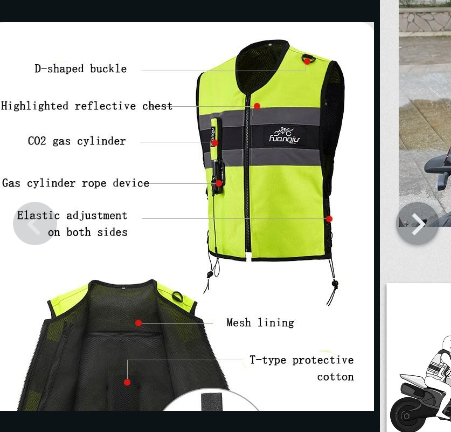 D-shaped buckle
Highlighted reflective chest
CO2 gas cylinder
Gas cylinder rope device
Elastic adjustment
on both sides
Mesh lining
T-type protective
cotton